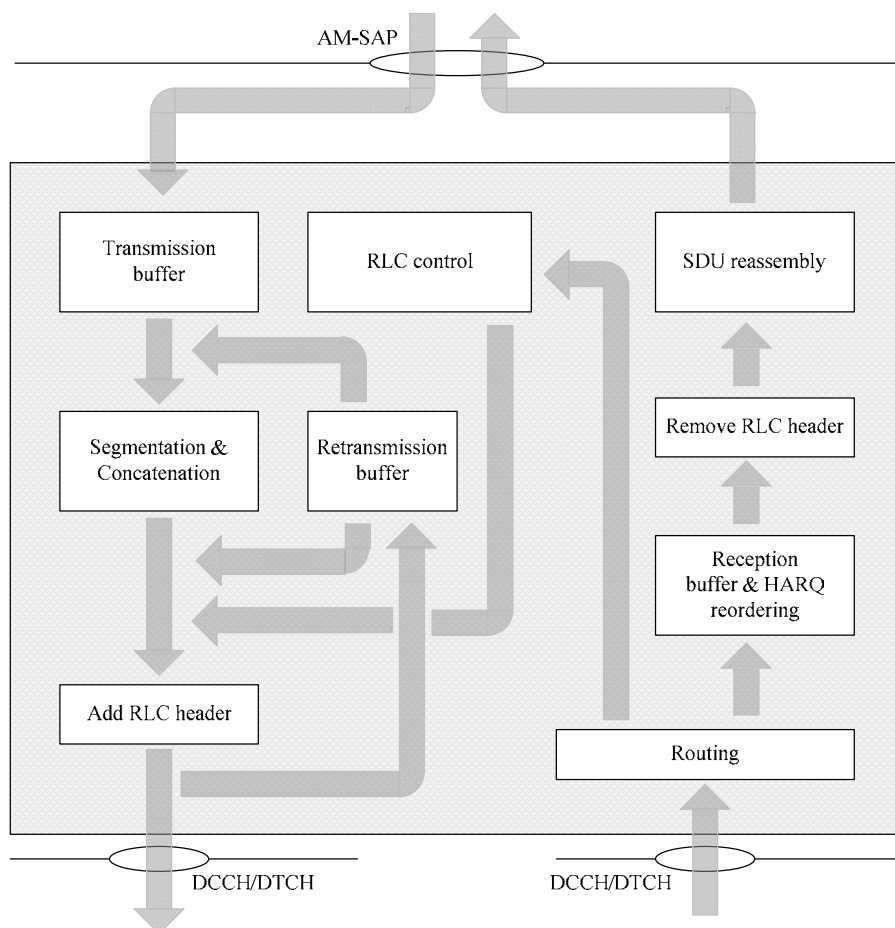 AM-SAP
Transmission
buffer
RLC control
SDU reassembly
Segmentation &
Concatenation
Retransmission
buffer
Remove RLC header
Reception
buffer & HARQ
reordering
Add RLC header
Routing
DCCH/DTCH
DCCH/DTCH